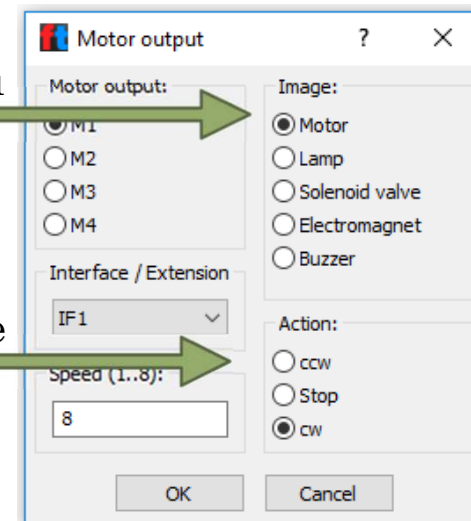 ft Motor output ? ×
Motor output:
M1
M2
M3
M4
Interface / Extension
IF1
Speed (1..8):
8
Image:
Motor
Lamp
Solenoid valve
Electromagnet
Buzzer
Action:
ccw
Stop
cw
OK Cancel